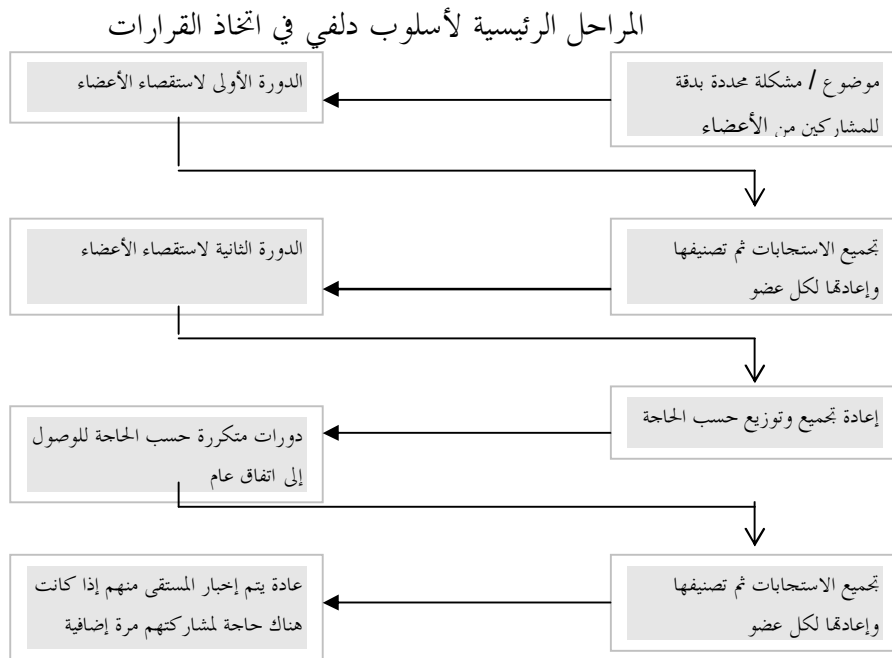 المراحل الرئيسية لأسلوب دلفي في اتخاذ القرارات
موضوع / مشكلة محددة بدقة
للمشاركين من الأعضاء
الدورة الأولى لاستقصاء الأعضاء
تجميع الاستجابات ثم تصنيفها
وإعادتها لكل عضو
الدورة الثانية لاستقصاء الأعضاء
إعادة تجميع وتوزيع حسب الحاجة
دورات متكررة حسب الحاجة للوصول
إلى اتفاق عام
تجميع الاستجابات ثم تصنيفها
وإعادتها لكل عضو
عادة يتم إخبار المستقى منهم إذا كانت
هناك حاجة لمشاركتهم مرة إضافية